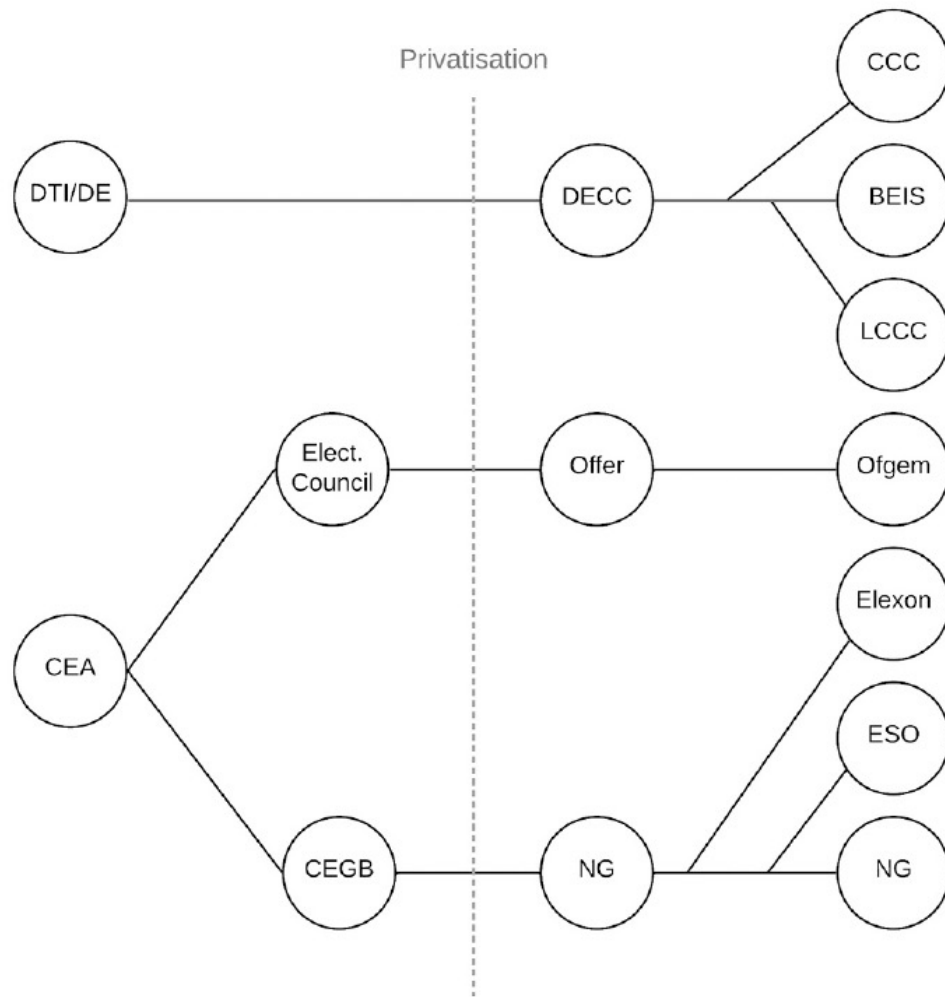 Privatisation
CCC
DTI/DE
DECC
BEIS
LCCC
Elect.
Council
Offer
Ofgem
Elexon
CEA
ESO
CEGB
NG
NG